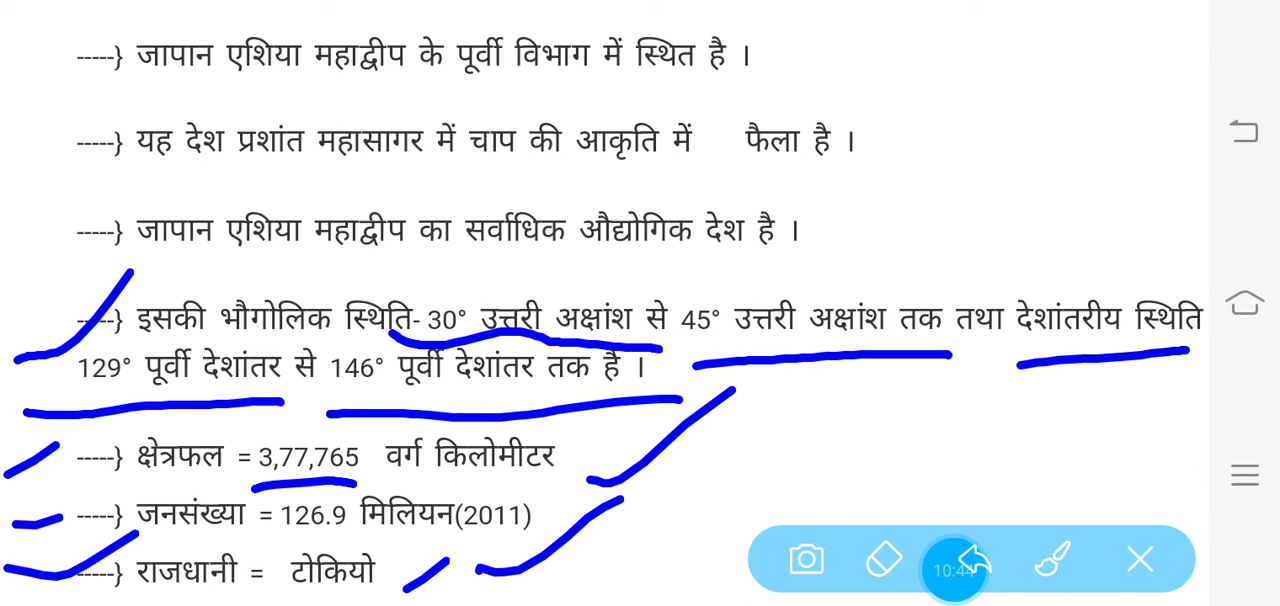 -----} जापान एशिया महाद्वीप के पूर्वी विभाग में स्थित है ।
-----} यह देश प्रशांत महासागर में चाप की आकृति में फैला है ।
-----} जापान एशिया महाद्वीप का सर्वाधिक औद्योगिक देश है ।
-----} इसकी भौगोलिक स्थिति- 30° उत्तरी अक्षांश से 45° उत्तरी अक्षांश तक तथा देशांतरीय स्थिति
129° पूर्वी देशांतर से 146° पूर्वी देशांतर तक है ।
-----} क्षेत्रफल = 3,77,765 वर्ग किलोमीटर
-----} जनसंख्या = 126.9 मिलियन(2011)
-----} राजधानी = टोकियो
10:44